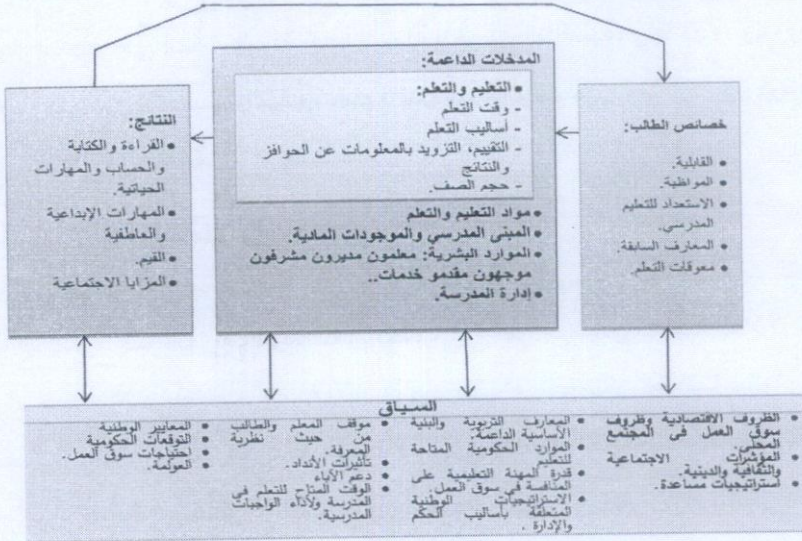 خصائص الطالب:
• القابلية.
• المواظبة.
• الاستعداد للتعليم
المدرسي.
• المعارف السابقة
• معوقات التعلم.
المدخلات الداعمة:
• التعليم والتعلم:
- وقت التعلم
- أساليب التعلم
- التقييم، التزويد بالمعلومات عن الحوافز
والنتائج
- حجم الصف.
• مواد التعليم والتعلم
• المبنى المدرسي والموجودات المادية.
• الموارد البشرية: معلمون مديرون مشرفون
موجهون مقدمو خدمات..
• إدارة المدرسة.
النتائج:
• القراءة والكتابة
والحساب والمهارات
الحياتية.
• المهارات الإبداعية
والعاطفية
• القيم.
• المزايا الاجتماعية
السياق
• الظروف الاقتصادية وظروف
سوق العمل في المجتمع
المحلي.
• المؤشرات الاجتماعية
والثقافية والدينية.
• استراتيجيات مساعدة.
• المعارف التربوية والبنية
الأساسية الداعمة.
• الموارد الحكومية المتاحة
للتعليم
• قدرة المهنة التعليمية على
المنافسة في سوق العمل.
• الاستراتيجيات الوطنية
المتعلقة بأساليب الحكم
والإدارة .
• موقف المعلم والطالب
من حيث نظرية
المعرفة.
• تأثيرات الأنداد.
• دعم الآباء
• الوقت المتاح للتعلم في
المدرسة ولأداء الواجبات
المدرسية.
• المعايير الوطنية
• التوقعات الحكومية
• احتياجات سوق العمل.
• العولمة.